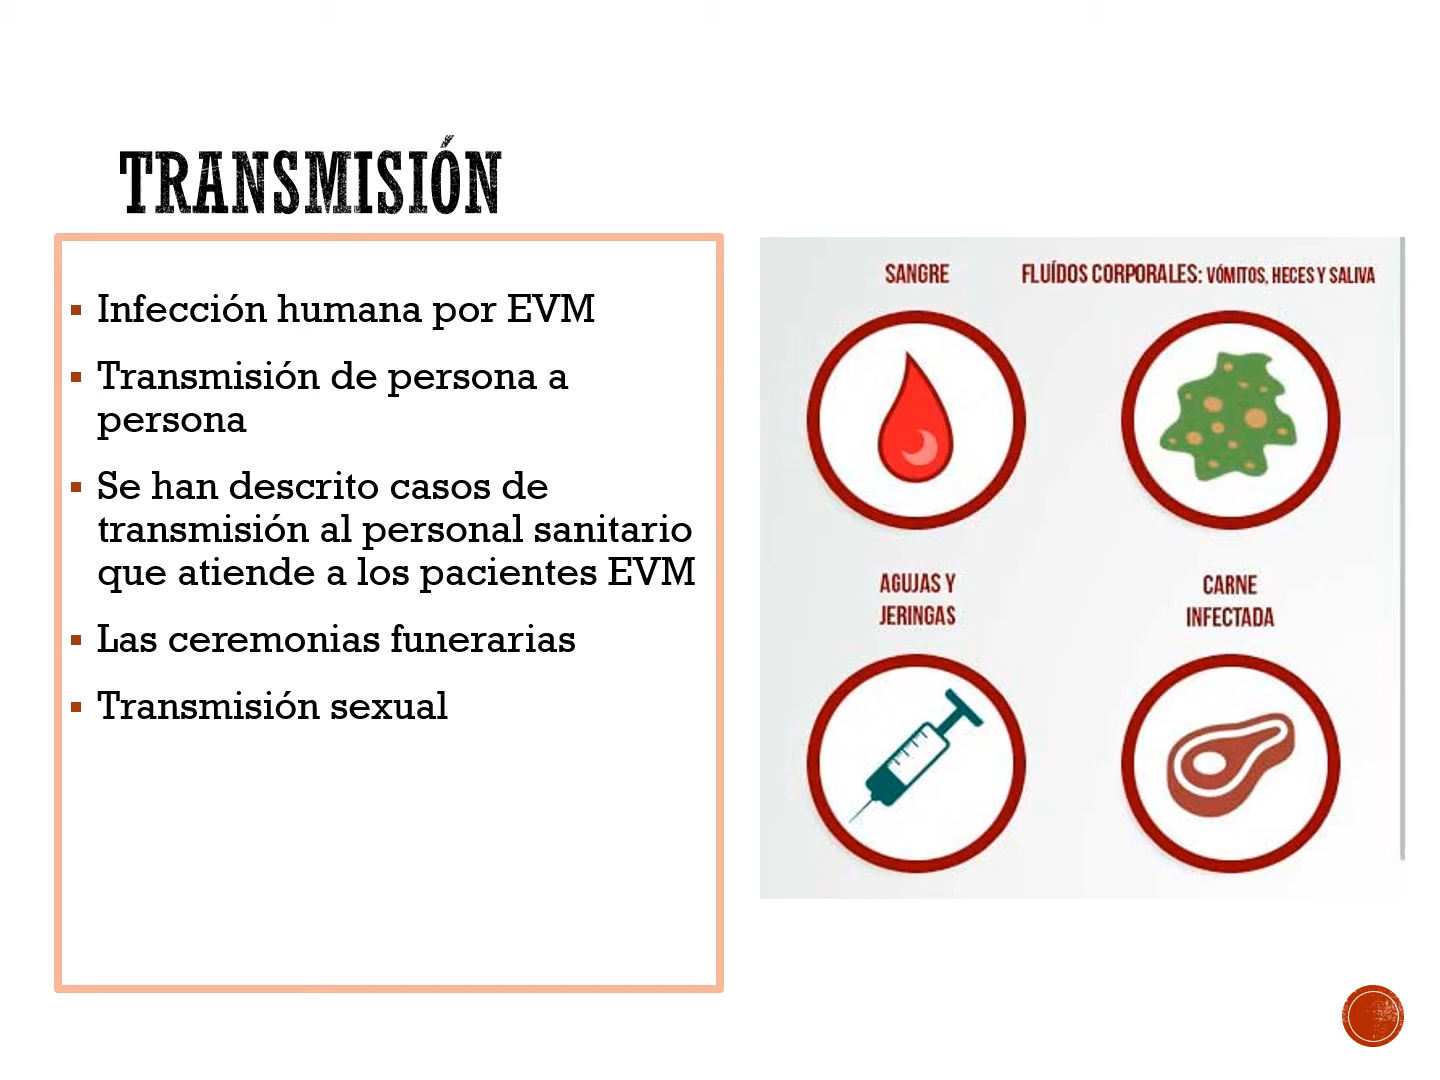 TRANSMISIÓN
▪ Infección humana por EVM
▪ Transmisión de persona a
persona
▪ Se han descrito casos de
transmisión al personal sanitario
que atiende a los pacientes EVM
▪ Las ceremonias funerarias
▪ Transmisión sexual
SANGRE
FLUÍDOS CORPORALES: VÓMITOS, HECES Y SALIVA
AGUJAS Y
JERINGAS
CARNE
INFECTADA